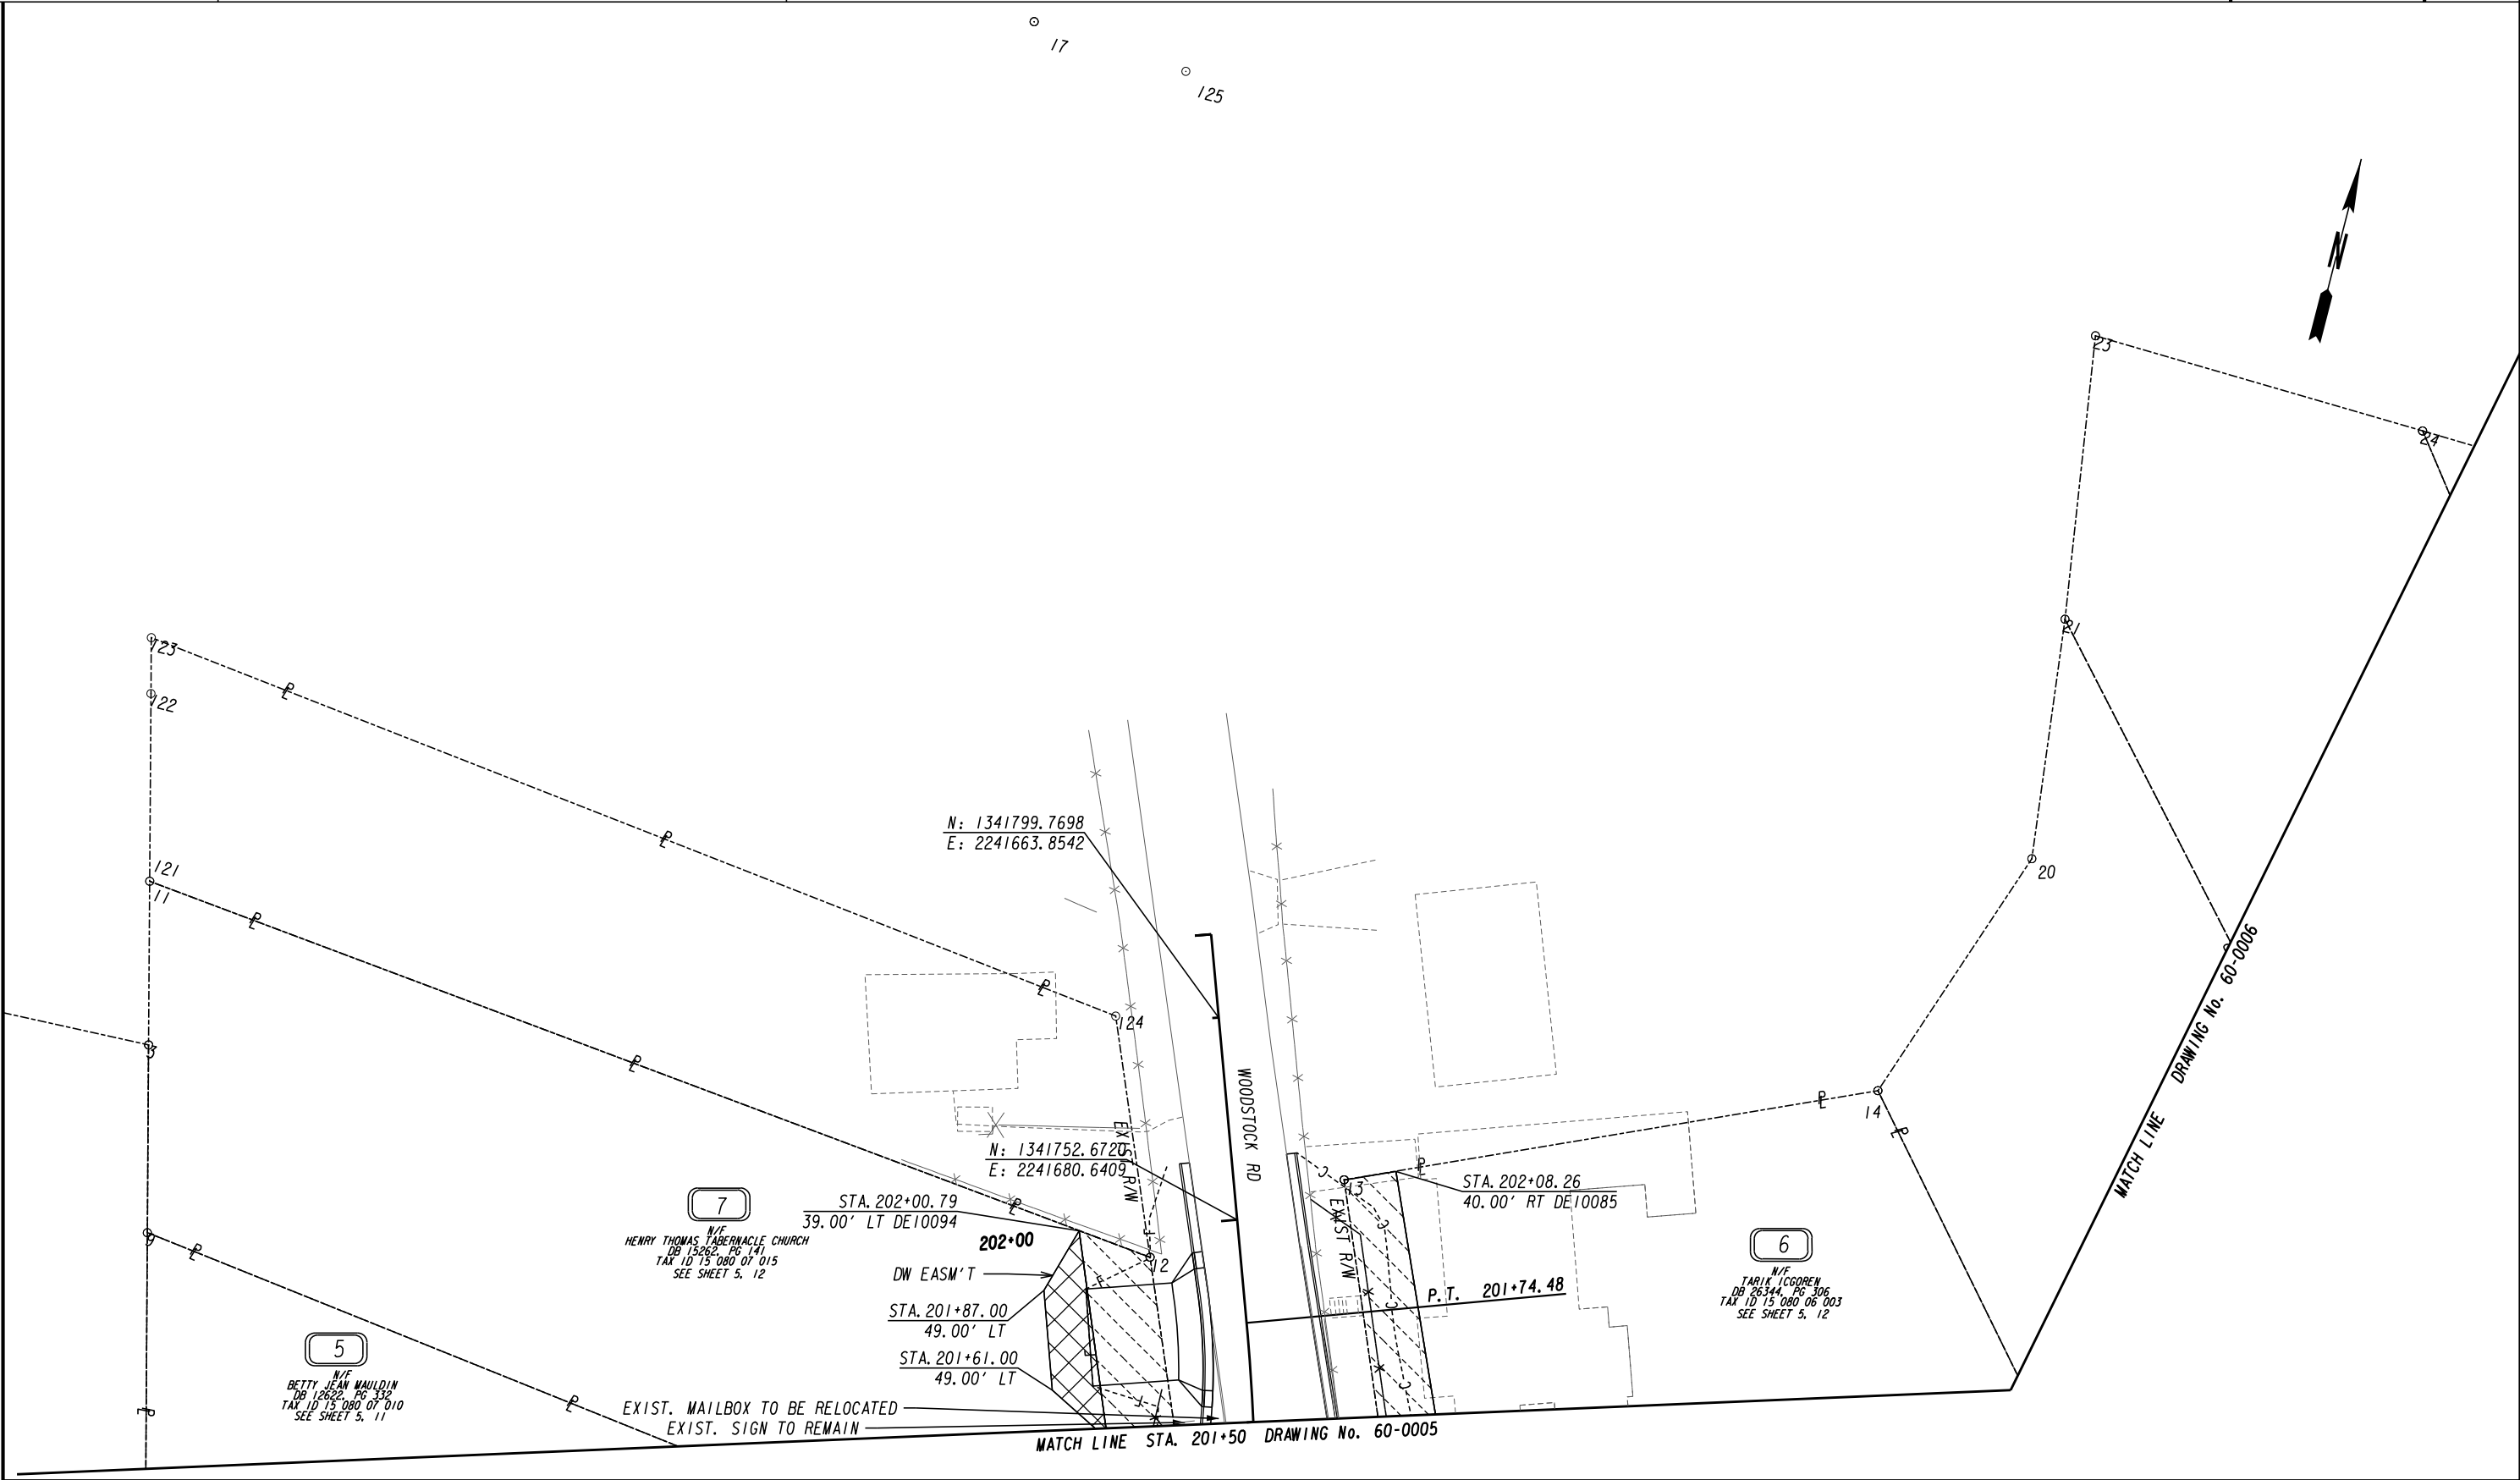 17
125
N
23
24
21
123
122
121
11
N: 1341799.7698
E: 2241663.8542
20
DRAWING No. 60-0006
MATCH LINE
124
3
14
WOODSTOCK RD
EXIST R/W
N: 1341752.6720
E: 2241680.6409
13
STA. 202+08.26
40.00' RT DE10085
EXIST R/W
STA. 202+00.79
39.00' LT DE10094
202+00
12
7
N/F
HENRY THOMAS TABERNACLE CHURCH
DB 15262, PG 141
TAX ID 15 080 07 015
SEE SHEET 5, 12
9
6
N/F
TARIK ICGOREN
DB 26344, PG 306
TAX ID 15 080 06 003
SEE SHEET 5, 12
DW EASM'T
P.T. 201+74.48
STA. 201+87.00
49.00' LT
STA. 201+61.00
49.00' LT
5
N/F
BETTY JEAN MAULDIN
DB 12622, PG 332
TAX ID 15 080 07 010
SEE SHEET 5, 11
EXIST. MAILBOX TO BE RELOCATED
EXIST. SIGN TO REMAIN
MATCH LINE STA. 201+50 DRAWING No. 60-0005